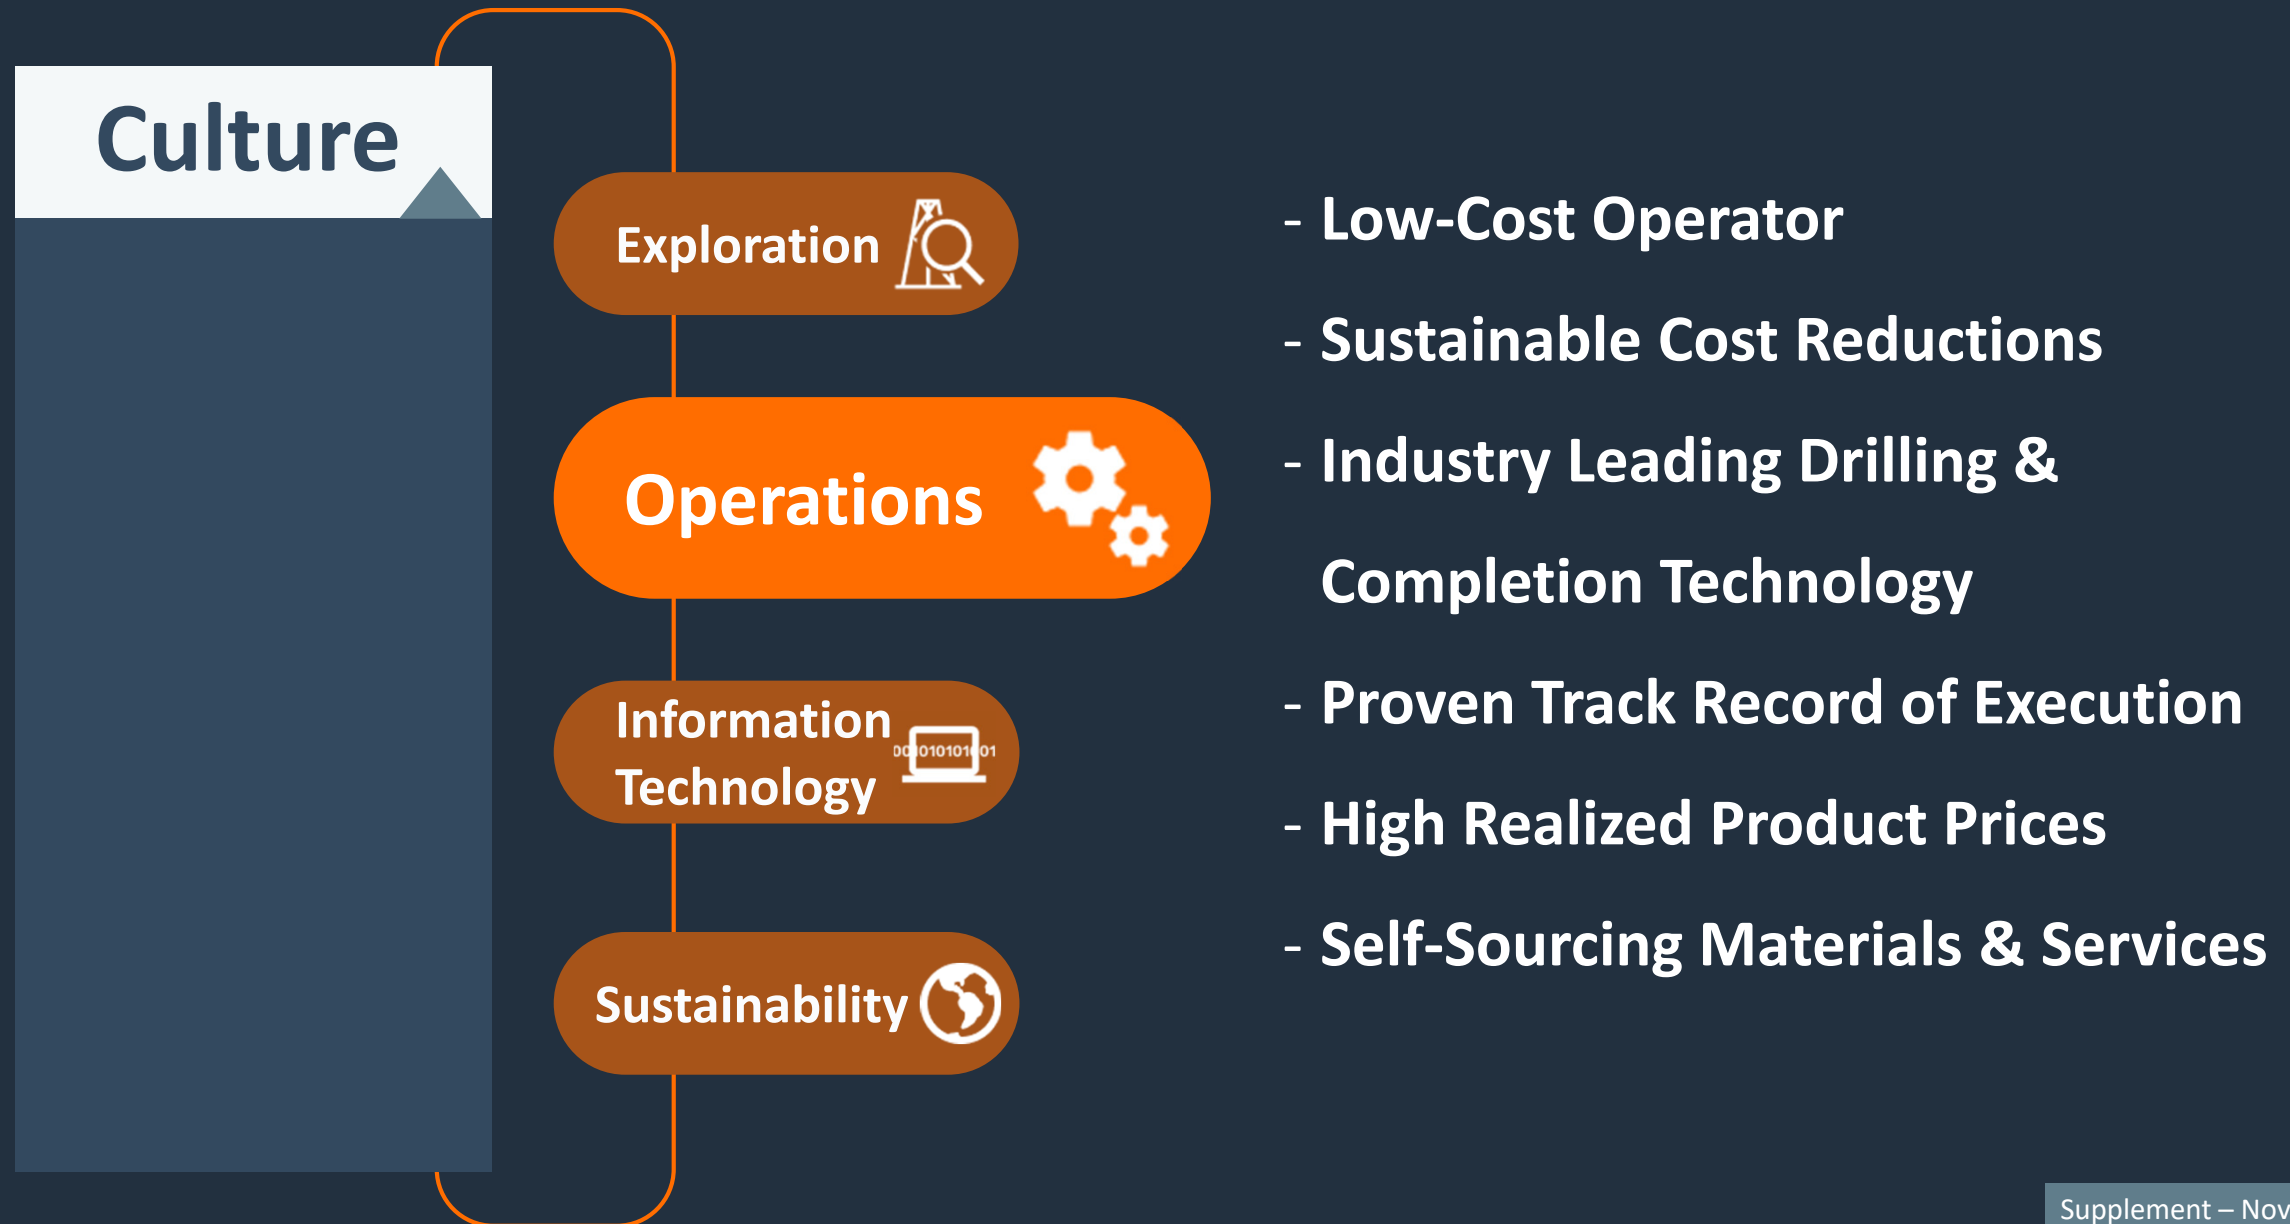 Culture
Exploration
Operations
Information
Technology
Sustainability
- Low-Cost Operator
- Sustainable Cost Reductions
- Industry Leading Drilling &
Completion Technology
- Proven Track Record of Execution
- High Realized Product Prices
- Self-Sourcing Materials & Services
Supplement – Nov